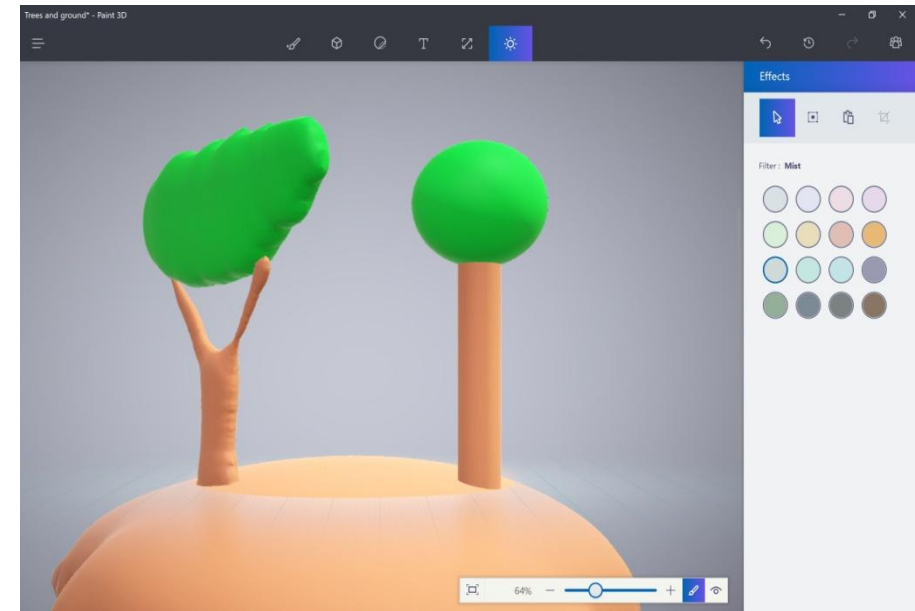 Trees and ground* - Paint 3D
T
Effects
Filter : Mist
64%